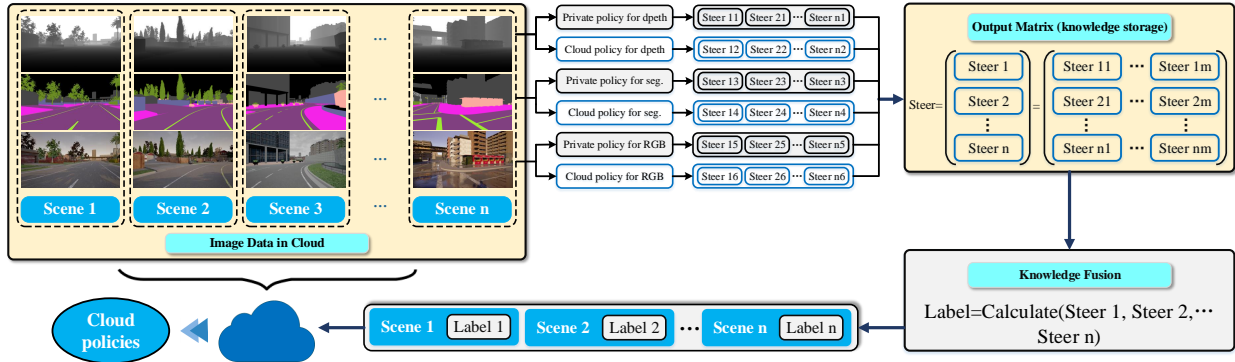 Private policy for dpeth
Steer 11 Steer 21 ··· Steer n1
Cloud policy for dpeth
Steer 12 Steer 22 ··· Steer n2
Private policy for seg.
Steer 13 Steer 23 ··· Steer n3
Cloud policy for seg.
Steer 14 Steer 24 ··· Steer n4
Private policy for RGB
Steer 15 Steer 25 ··· Steer n5
Cloud policy for RGB
Steer 16 Steer 26 ··· Steer n6
...
...
Scene 1 Scene 2 Scene 3 ... Scene n
Image Data in Cloud
Output Matrix (knowledge storage)
Steer 1 Steer 11 ··· Steer 1m
Steer= Steer 2 = Steer 21 ··· Steer 2m
⋮ ⋮ ⋮
Steer n Steer n1 ··· Steer nm
Knowledge Fusion
Label=Calculate(Steer 1, Steer 2,···
Steer n)
Scene 1 Label 1 Scene 2 Label 2 ··· Scene n Label n
Cloud
policies